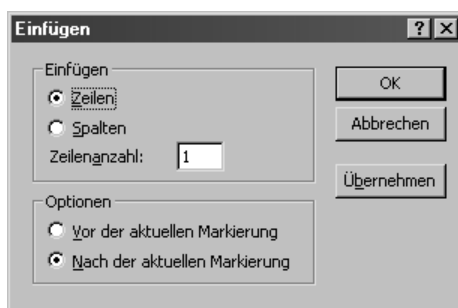 Einfügen
Einfügen
Zeilen
Spalten
Zeilenanzahl: 1
OK
Abbrechen
Übernehmen
Optionen
Vor der aktuellen Markierung
Nach der aktuellen Markierung